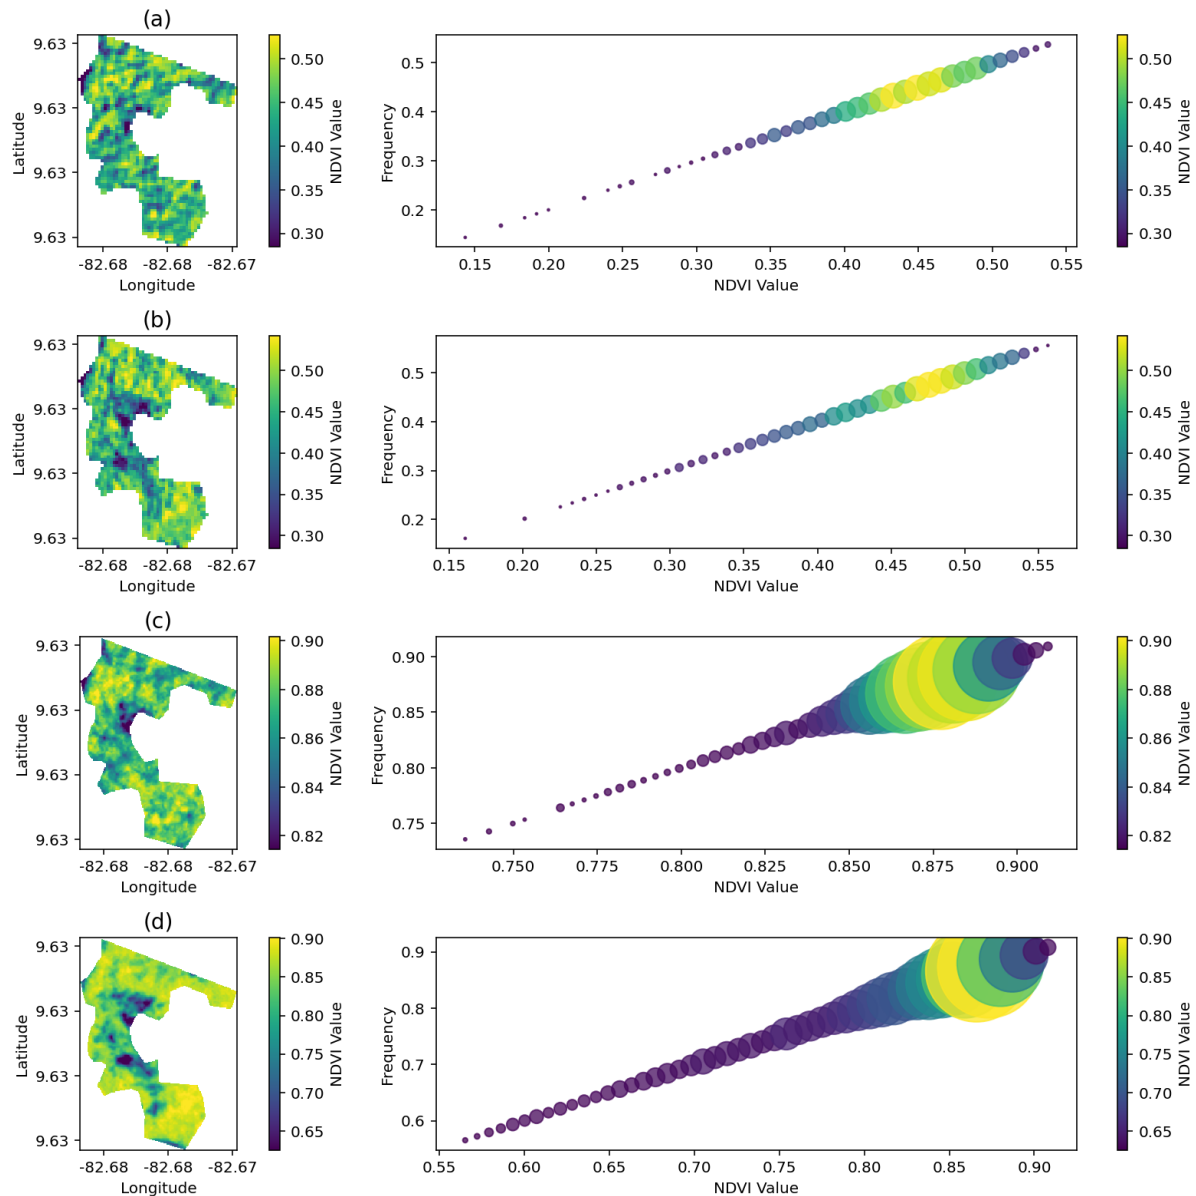 (a)
9.63
9.63
9.63
9.63
Latitude
-82.68 -82.68 -82.67
Longitude
0.50
0.45
0.40
0.35
0.30
NDVI Value
0.5
0.4
0.3
0.2
Frequency
0.15 0.20 0.25 0.30 0.35 0.40 0.45 0.50 0.55
NDVI Value
0.50
0.45
0.40
0.35
0.30
NDVI Value
(b)
9.63
9.63
9.63
9.63
Latitude
-82.68 -82.68 -82.67
Longitude
0.50
0.45
0.40
0.35
0.30
NDVI Value
0.5
0.4
0.3
0.2
Frequency
0.15 0.20 0.25 0.30 0.35 0.40 0.45 0.50 0.55
NDVI Value
0.50
0.45
0.40
0.35
0.30
NDVI Value
(c)
9.63
9.63
9.63
9.63
Latitude
-82.68 -82.68 -82.67
Longitude
0.90
0.88
0.86
0.84
0.82
NDVI Value
0.90
0.85
0.80
0.75
Frequency
0.750 0.775 0.800 0.825 0.850 0.875 0.900
NDVI Value
0.90
0.88
0.86
0.84
0.82
NDVI Value
(d)
9.63
9.63
9.63
9.63
Latitude
-82.68 -82.68 -82.67
Longitude
0.90
0.85
0.80
0.75
0.70
0.65
NDVI Value
0.9
0.8
0.7
0.6
Frequency
0.55 0.60 0.65 0.70 0.75 0.80 0.85 0.90
NDVI Value
0.90
0.85
0.80
0.75
0.70
0.65
NDVI Value